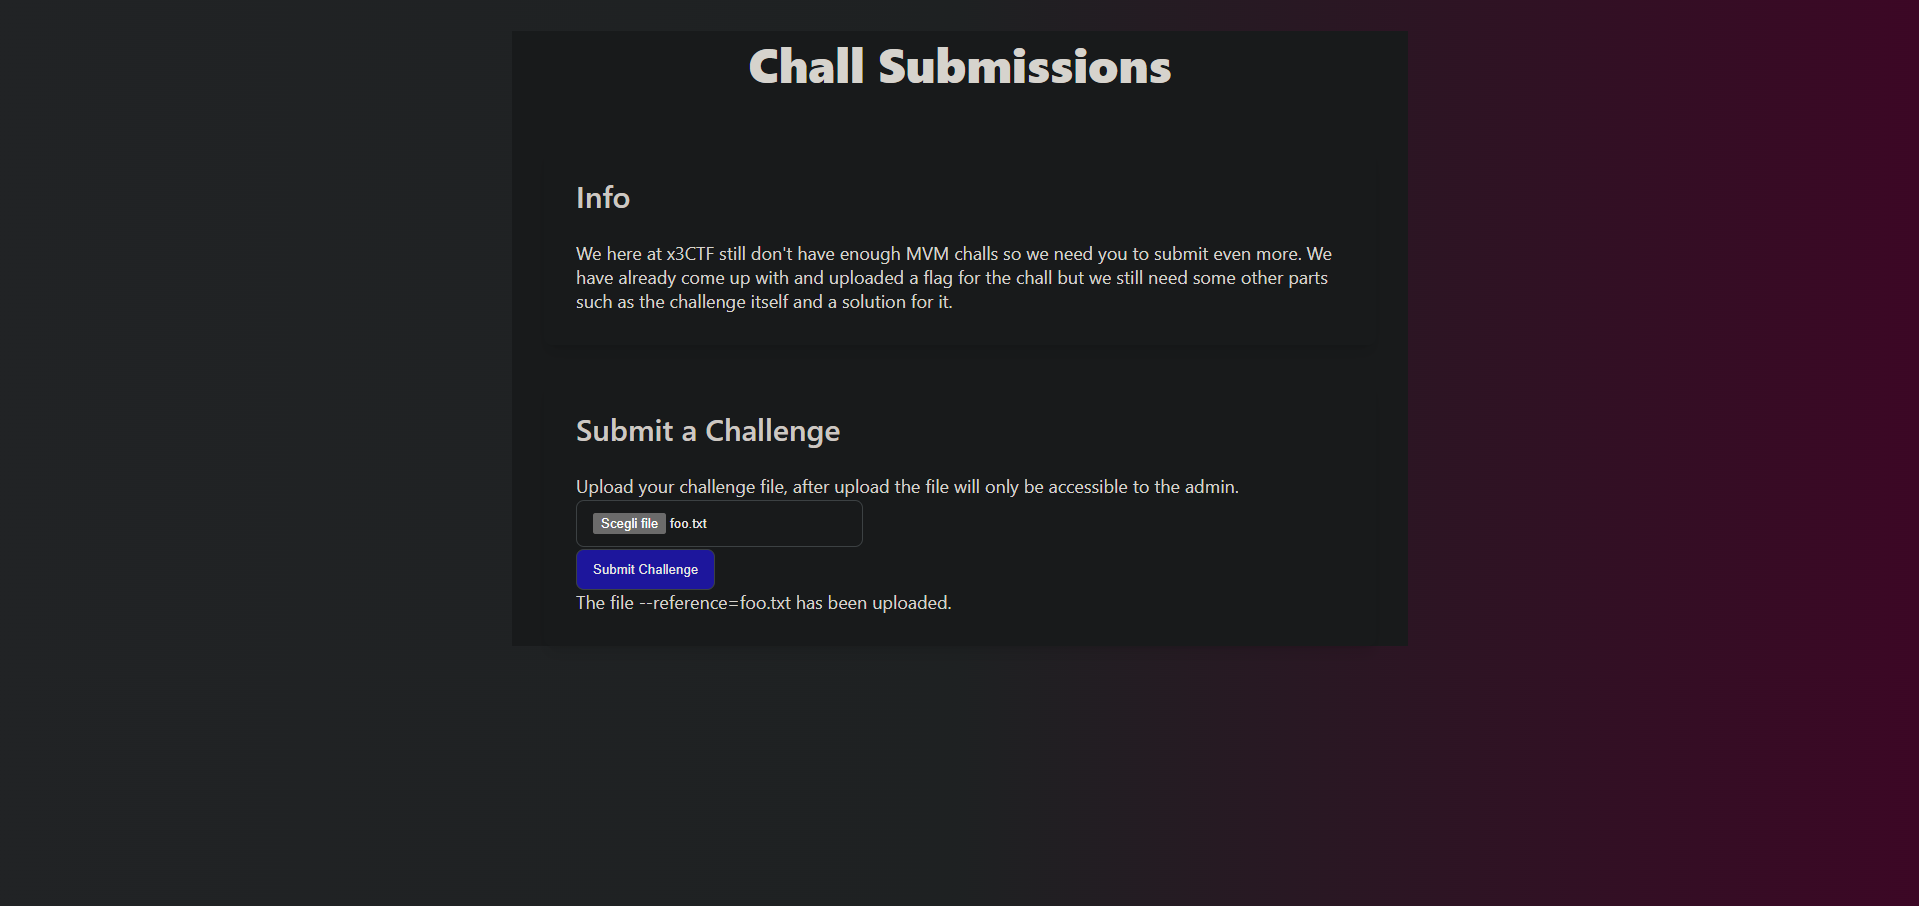 Chall Submissions
Info
We here at x3CTF still don't have enough MVM challs so we need you to submit even more. We
have already come up with and uploaded a flag for the chall but we still need some other parts
such as the challenge itself and a solution for it.
Submit a Challenge
Upload your challenge file, after upload the file will only be accessible to the admin.
Scegli file foo.txt
Submit Challenge
The file --reference=foo.txt has been uploaded.